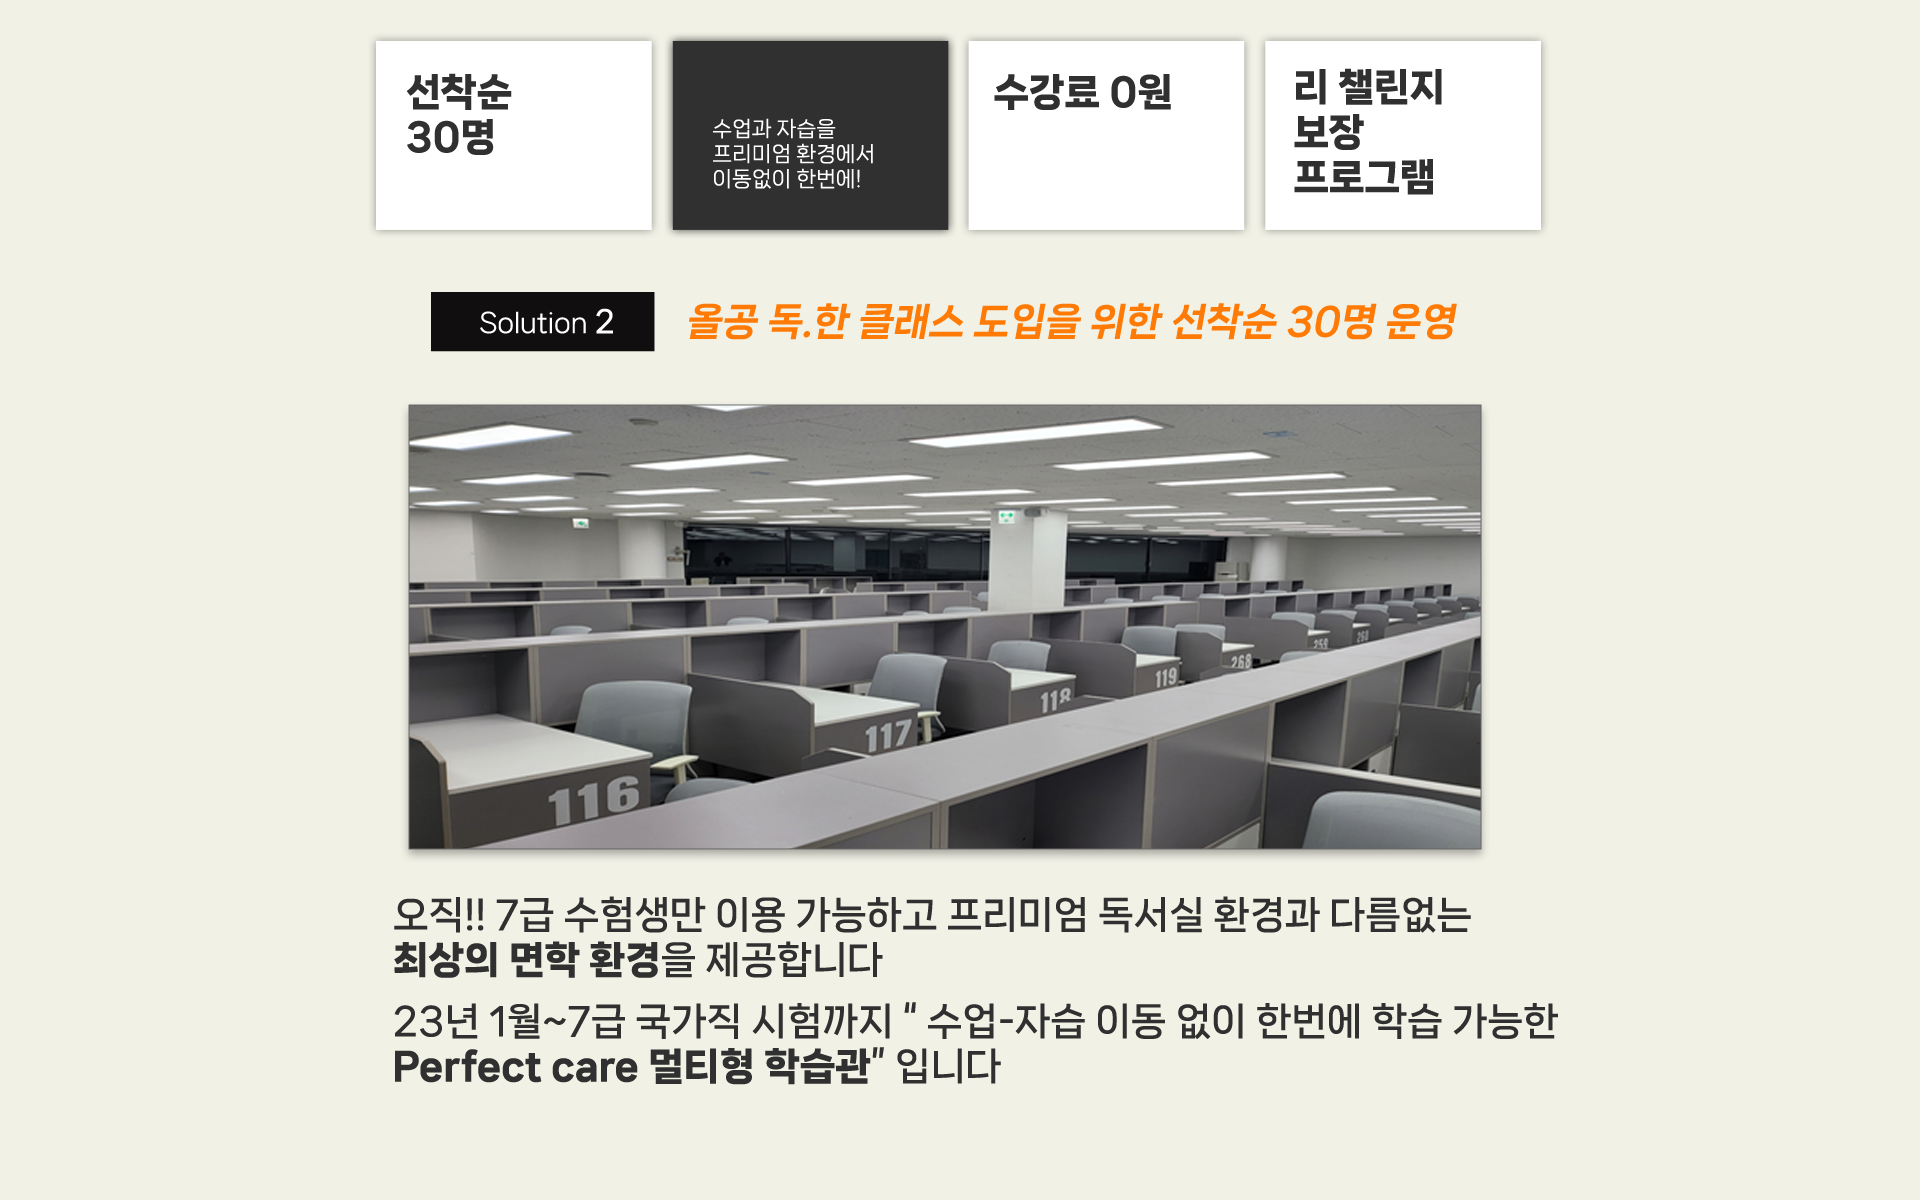 선착순
30명
수업과 자습을
프리미엄 환경에서
이동없이 한번에!
수강료 0원
리 챌린지
보장
프로그램
Solution 2
올공 독.한 클래스 도입을 위한 선착순 30명 운영
116
117
118
119
268
259
260
오직!! 7급 수험생만 이용 가능하고 프리미엄 독서실 환경과 다름없는
최상의 면학 환경을 제공합니다
23년 1월~7급 국가직 시험까지 " 수업-자습 이동 없이 한번에 학습 가능한
Perfect care 멀티형 학습관" 입니다